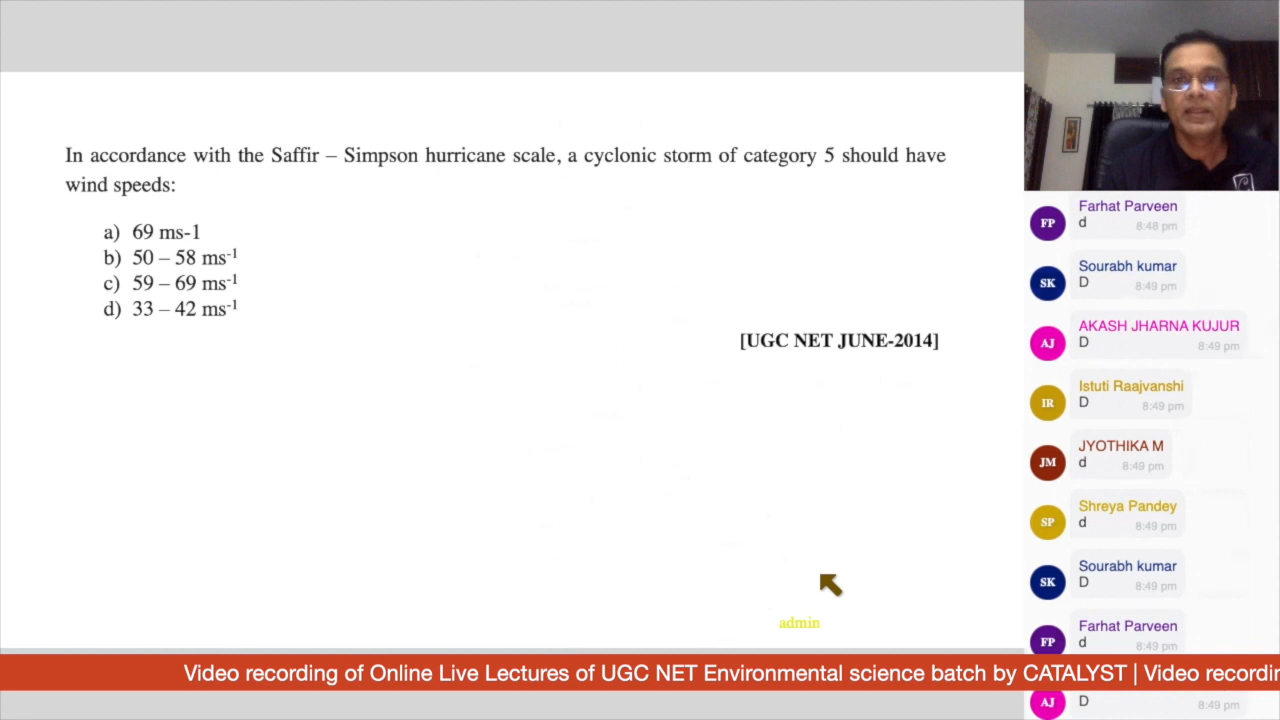 In accordance with the Saffir – Simpson hurricane scale, a cyclonic storm of category 5 should have
wind speeds:
a) 69 ms-1
b) 50 – 58 ms-1
c) 59 – 69 ms-1
d) 33 – 42 ms-1
[UGC NET JUNE-2014]
admin
Farhat Parveen
FP d 8:48 pm
Sourabh kumar
SK D 8:49 pm
AKASH JHARNA KUJUR
AJ D 8:49 pm
Istuti Raajvanshi
IR D 8:49 pm
JYOTHIKA M
JM d 8:49 pm
Shreya Pandey
SP d 8:49 pm
Sourabh kumar
SK D 8:49 pm
Farhat Parveen
FP d 8:49 pm
Video recording of Online Live Lectures of UGC NET Environmental science batch by CATALYST | Video recordin
AJ D 8:49 pm